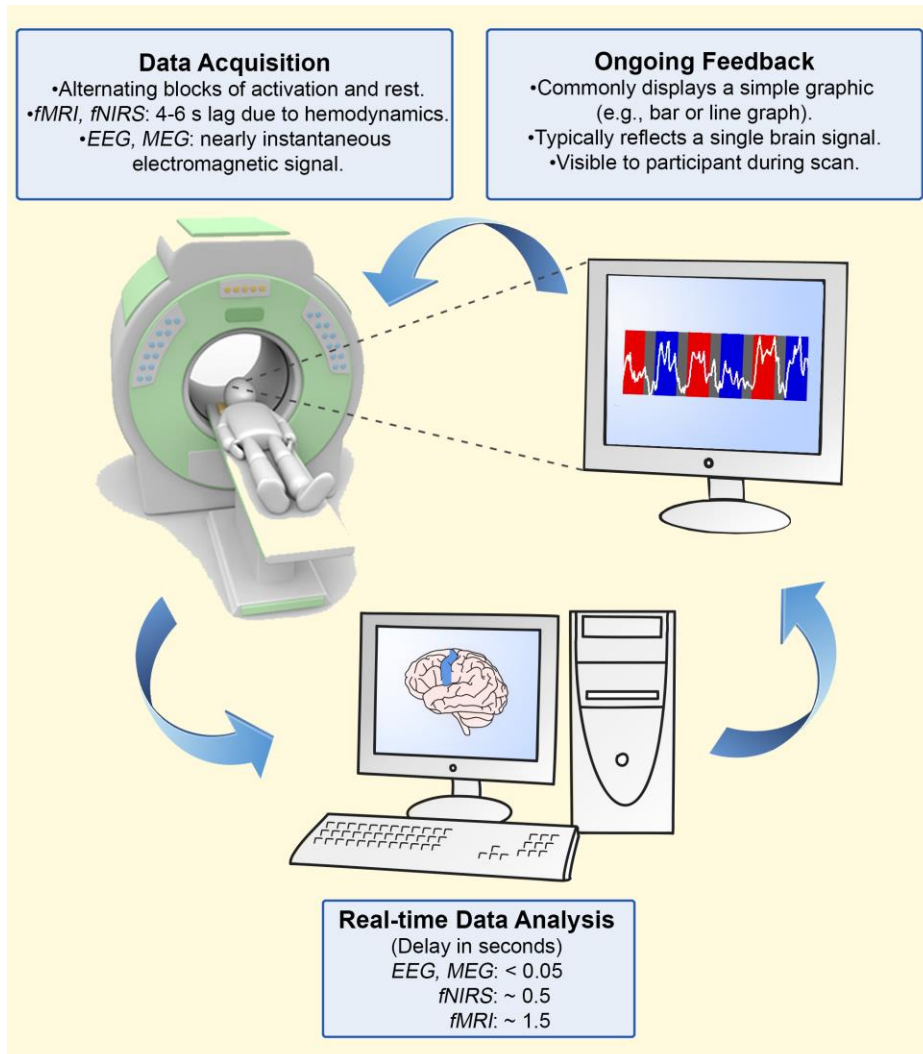 Data Acquisition
•Alternating blocks of activation and rest.
•fMRI, fNIRS: 4-6 s lag due to hemodynamics.
•EEG, MEG: nearly instantaneous
electromagnetic signal.
Ongoing Feedback
•Commonly displays a simple graphic
(e.g., bar or line graph).
•Typically reflects a single brain signal.
•Visible to participant during scan.
Real-time Data Analysis
(Delay in seconds)
EEG, MEG: < 0.05
fNIRS: ~ 0.5
fMRI: ~ 1.5